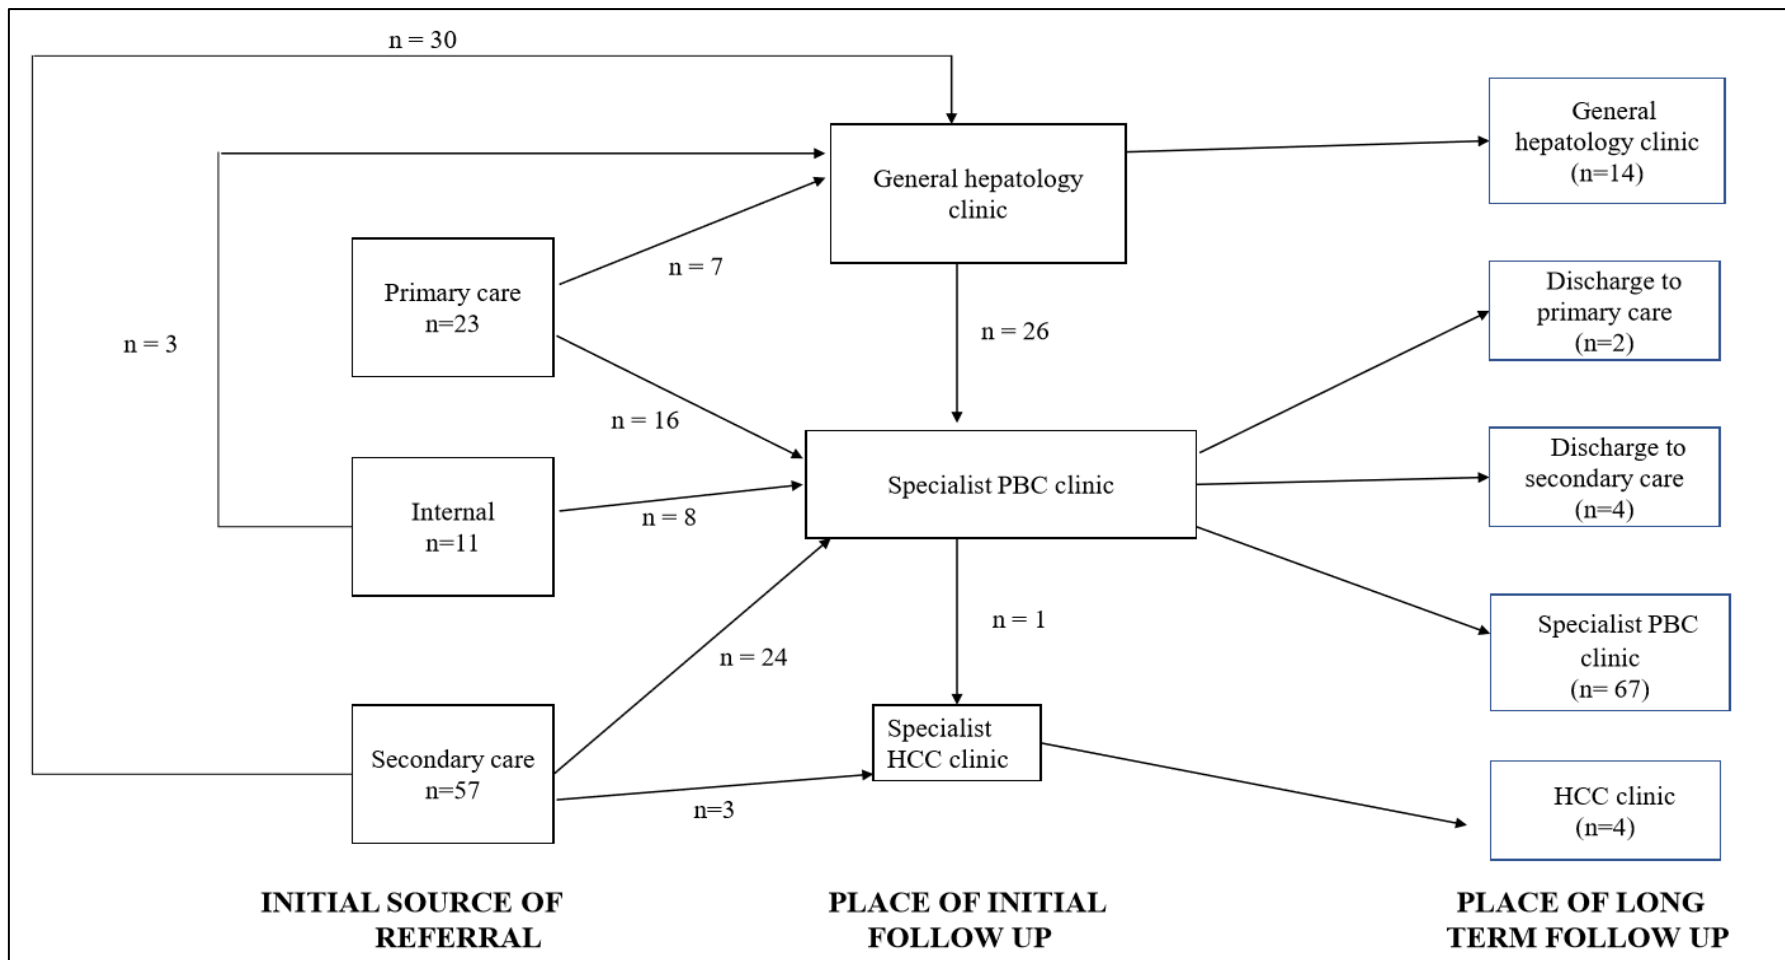 n = 30
General
hepatology clinic
(n=14)
General hepatology
clinic
n = 7
Primary care
n=23
Discharge to
primary care
(n=2)
n = 3
n = 26
n = 16
Discharge to
secondary care
(n=4)
Specialist PBC clinic
Internal
n=11
n = 8
n = 1
n = 24
Specialist PBC
clinic
(n= 67)
Specialist
HCC clinic
Secondary care
n=57
n=3
HCC clinic
(n=4)
INITIAL SOURCE OF
REFERRAL
PLACE OF INITIAL
FOLLOW UP
PLACE OF LONG
TERM FOLLOW UP